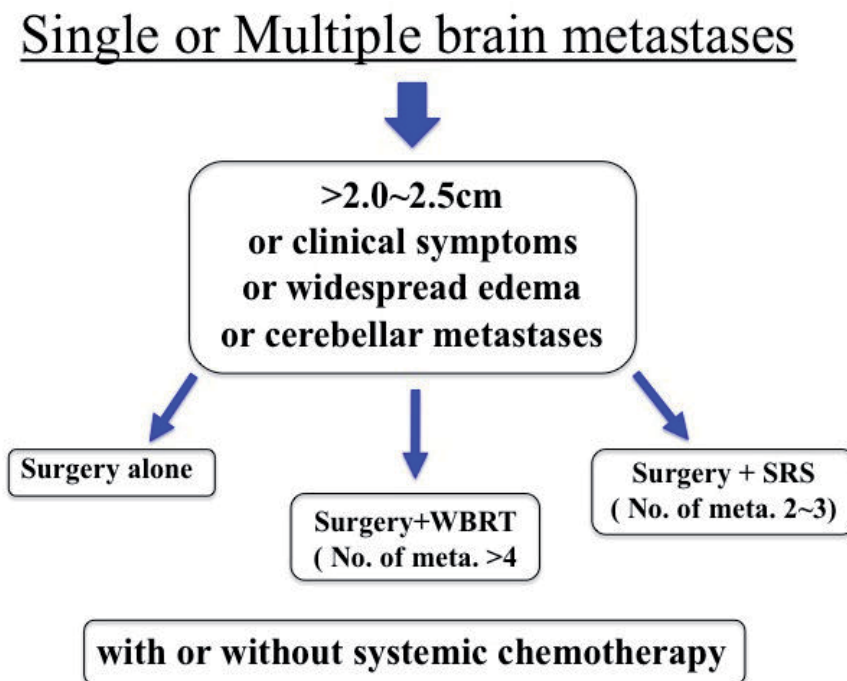 Single or Multiple brain metastases
>2.0~2.5cm
or clinical symptoms
or widespread edema
or cerebellar metastases
Surgery alone
Surgery+WBRT
( No. of meta. >4
Surgery + SRS
( No. of meta. 2~3)
with or without systemic chemotherapy